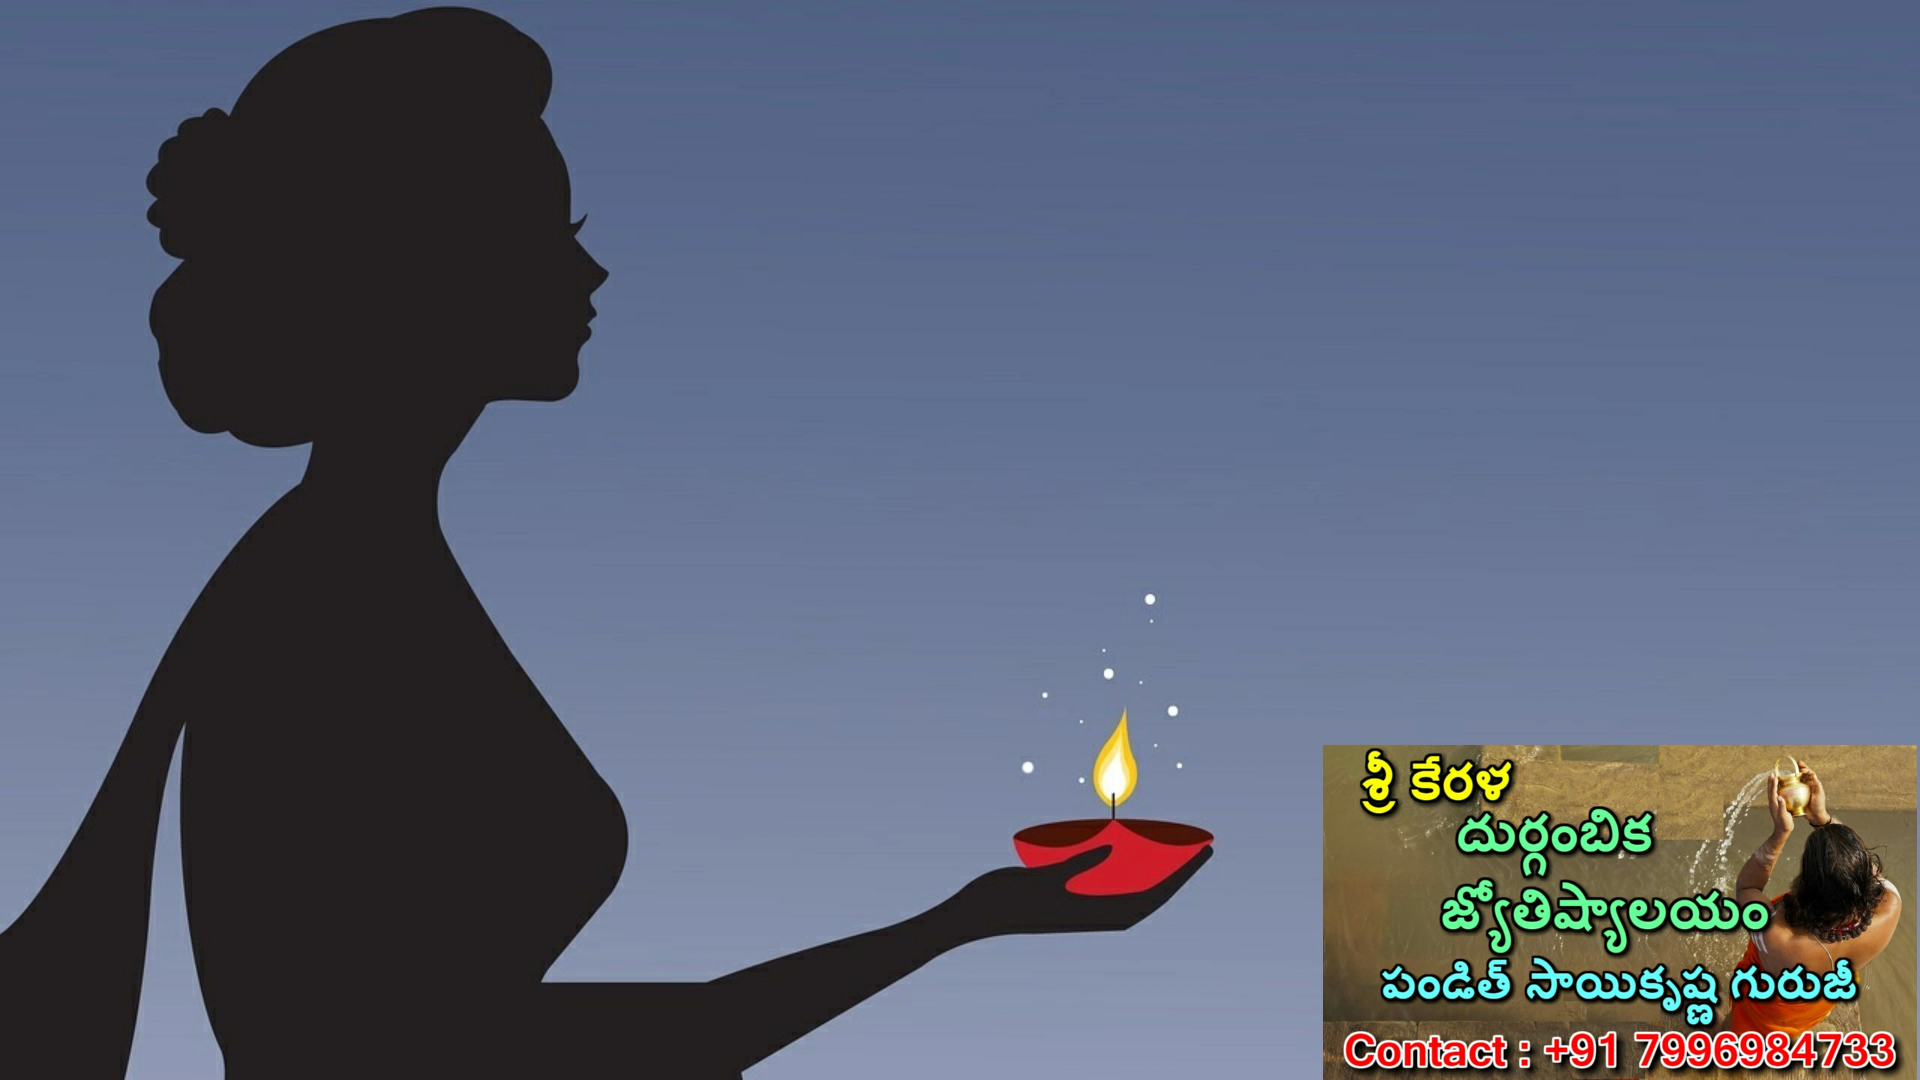 శ్రీ కేరళ
దుర్గంబిక
జ్యోతిష్యాలయం
పండిత్ సాయికృష్ణ గురుజీ
Contact : +91 7996984733